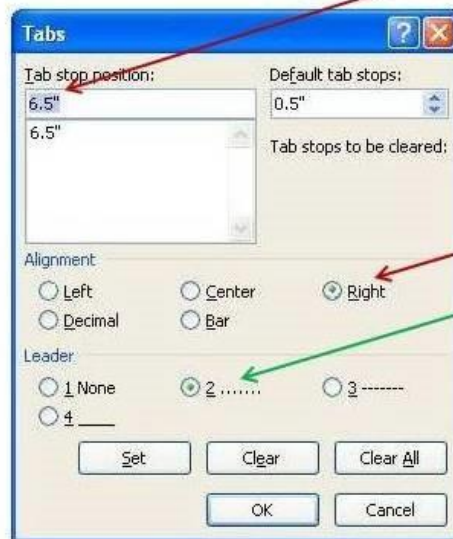 Tabs
Tab stop position:
Default tab stops:
6.5"
0.5"
6.5"
Tab stops to be cleared:
Alignment
Left
Center
Right
Decimal
Bar
Leader
1 None
2 .......
3 -------
4 ____
Set
Clear
Clear All
OK
Cancel